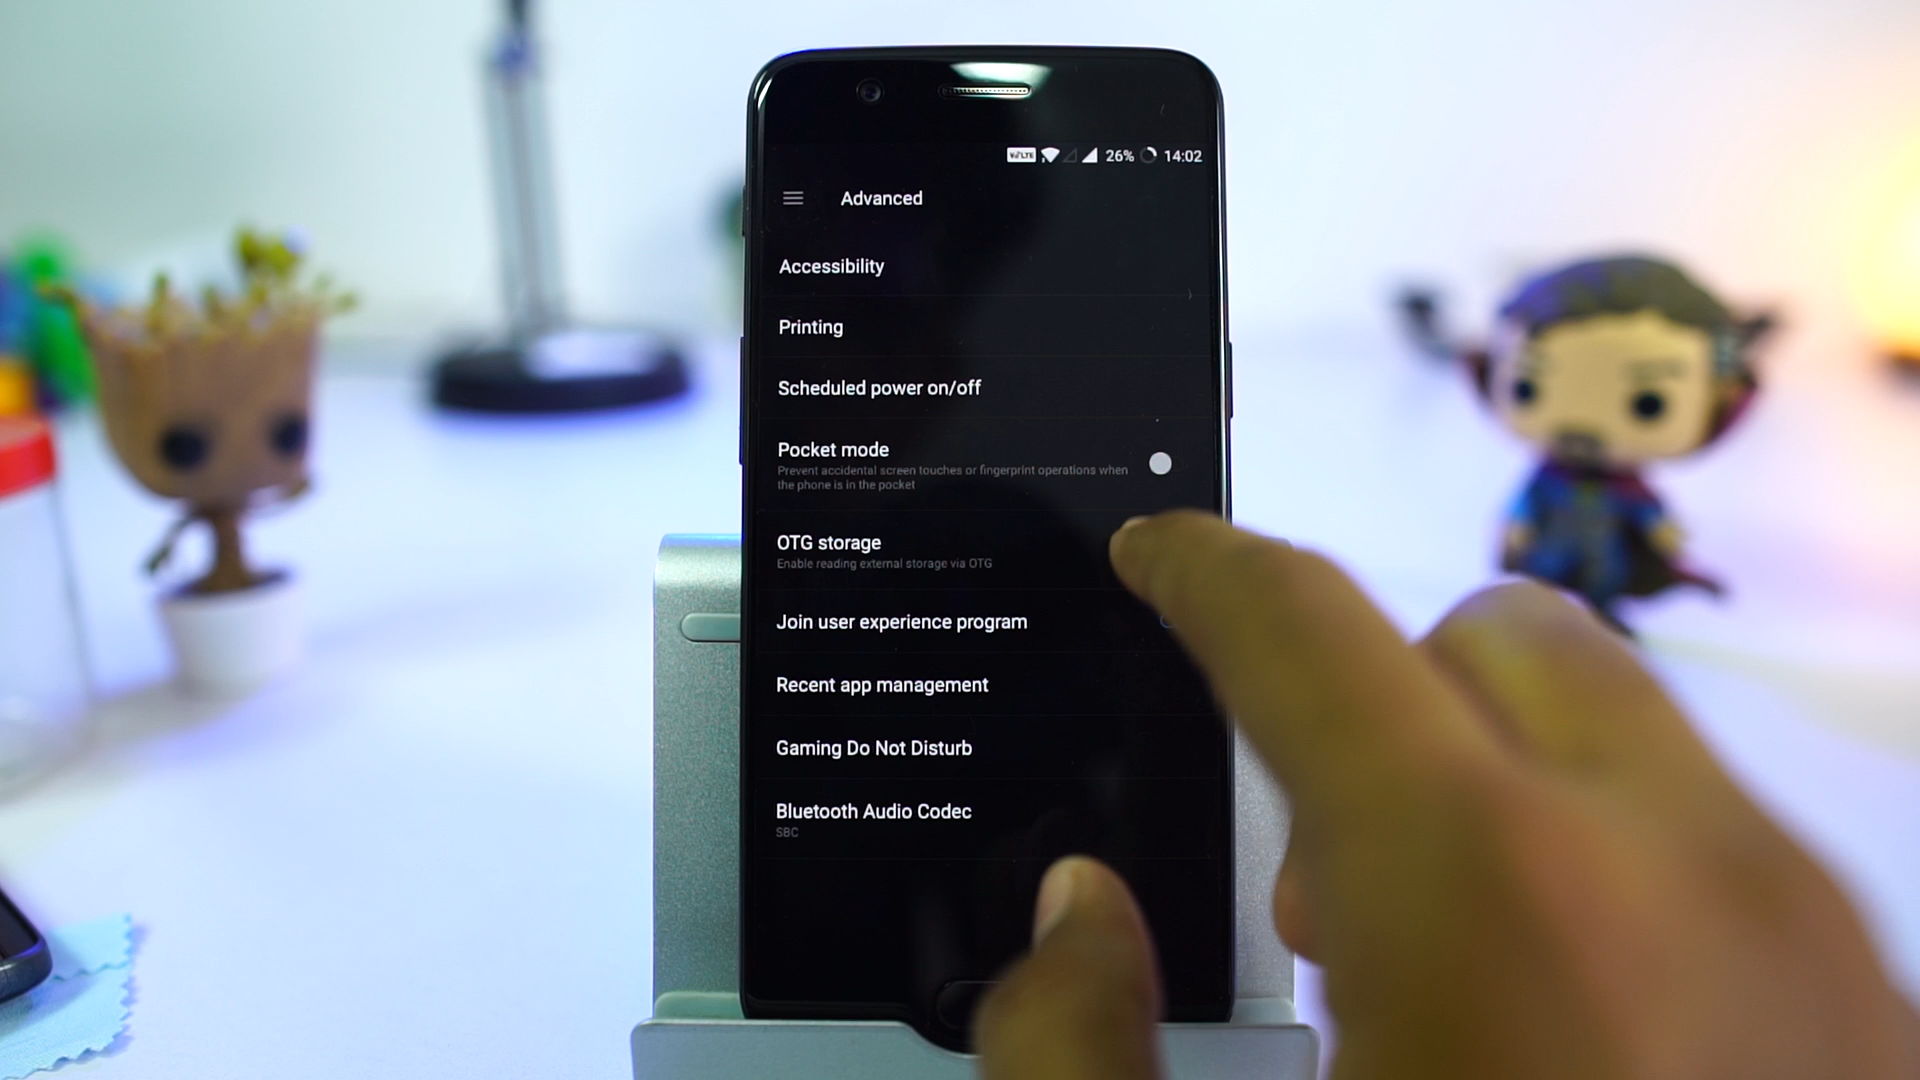 VoLTE 26% 14:02
Advanced
Accessibility
Printing
Scheduled power on/off
Pocket mode
Prevent accidental screen touches or fingerprint operations when
the phone is in the pocket
OTG storage
Enable reading external storage via OTG
Join user experience program
Recent app management
Gaming Do Not Disturb
Bluetooth Audio Codec
SBC